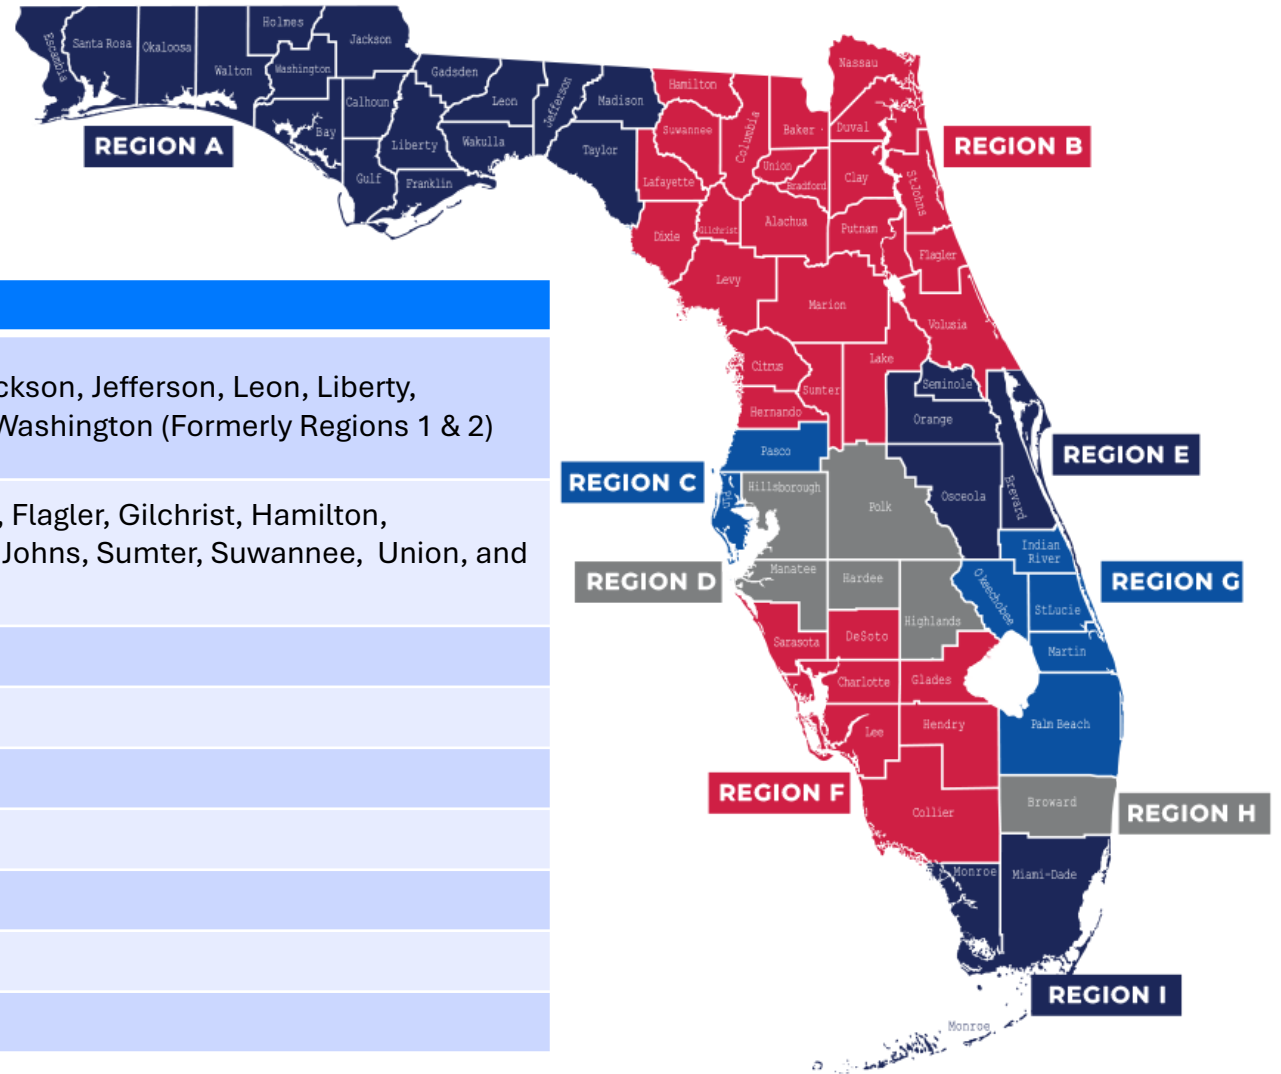 Escambia
Santa Rosa
Okaloosa
Walton
Holmes
Washington
Jackson
Bay
Calhoun
Gulf
Liberty
Gadsden
Franklin
Leon
Wakulla
Jefferson
Madison
Taylor
REGION A
Hamilton
Suwannee
Lafayette
Columbia
Baker
Nassau
Duval
Union
Bradford
Clay
StJohns
Dixie
Gilchrist
Alachua
Putnam
Flagler
Levy
Marion
Volusia
Citrus
Sumter
Lake
Hernando
REGION B
ckson, Jefferson, Leon, Liberty,
Washington (Formerly Regions 1 & 2)
, Flagler, Gilchrist, Hamilton,
Johns, Sumter, Suwannee, Union, and
Seminole
Orange
Osceola
Brevard
REGION E
Pasco
REGION C
Hillsborough
Polk
Manatee
Hardee
Highlands
REGION D
Indian
River
Okeechobee
StLucie
Martin
Palm Beach
REGION G
Sarasota
DeSoto
Charlotte
Glades
Lee
Hendry
Collier
REGION F
Broward
REGION H
Monroe
Miami-Dade
REGION I
Monroe